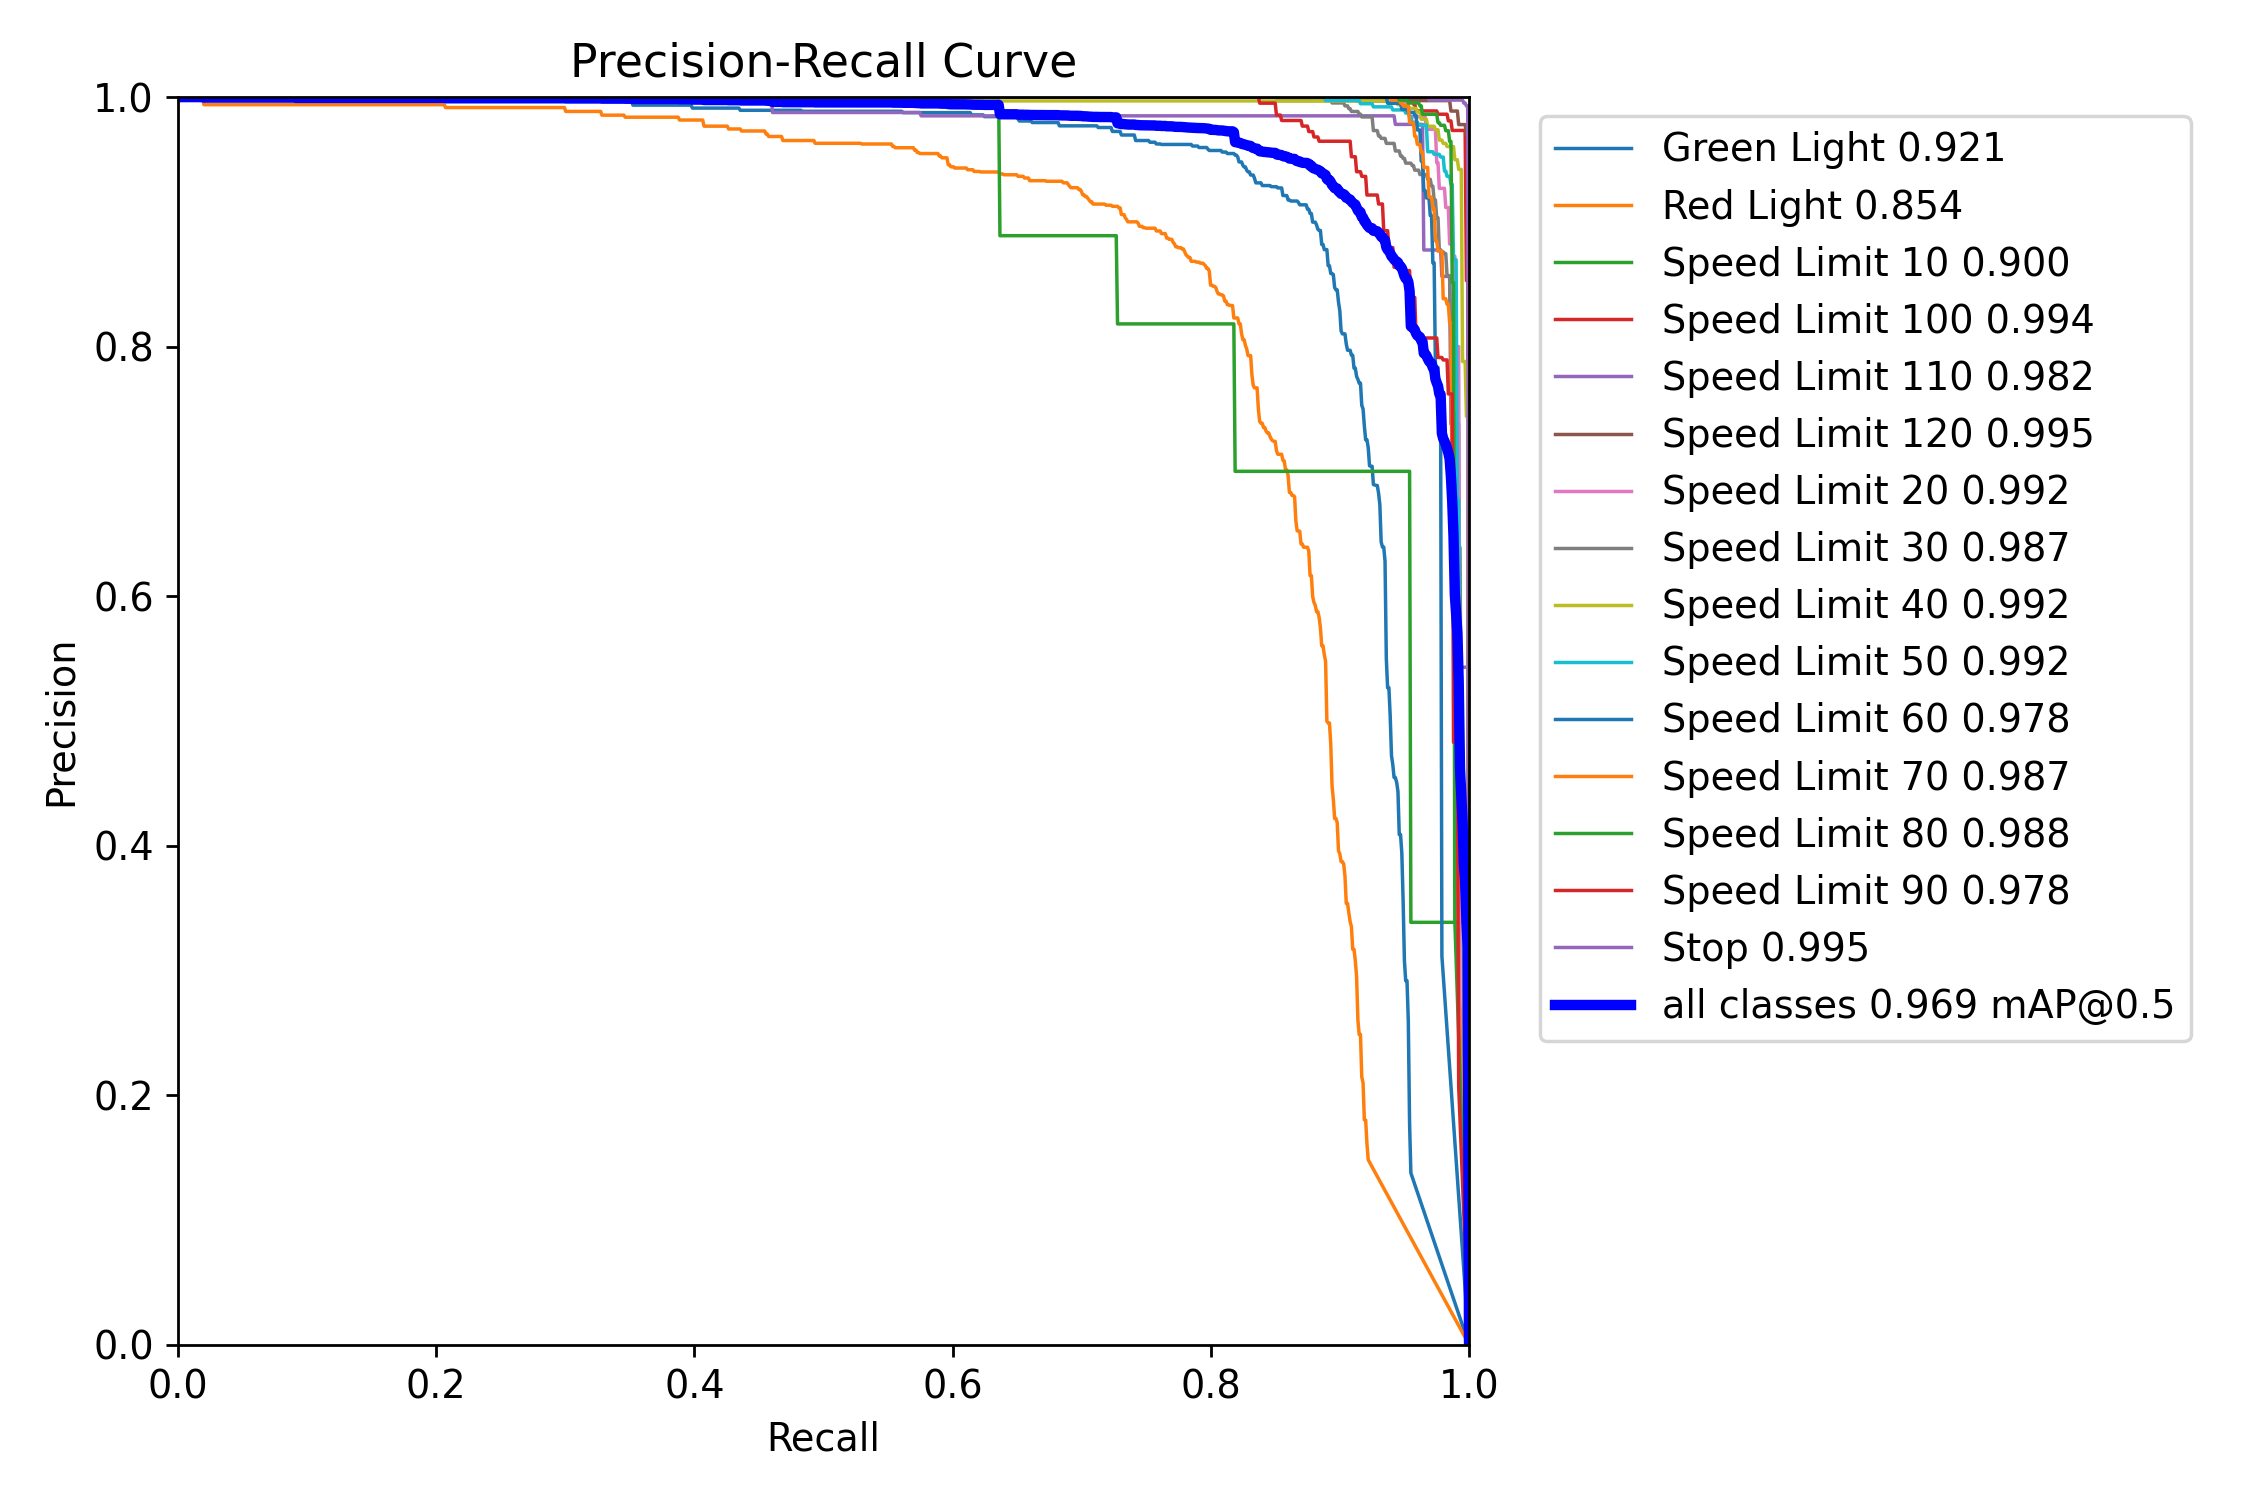 Precision-Recall Curve
1.0
0.8
0.6
0.4
0.2
0.0
Precision
0.0 0.2 0.4 0.6 0.8 1.0
Recall
Green Light 0.921
Red Light 0.854
Speed Limit 10 0.900
Speed Limit 100 0.994
Speed Limit 110 0.982
Speed Limit 120 0.995
Speed Limit 20 0.992
Speed Limit 30 0.987
Speed Limit 40 0.992
Speed Limit 50 0.992
Speed Limit 60 0.978
Speed Limit 70 0.987
Speed Limit 80 0.988
Speed Limit 90 0.978
Stop 0.995
all classes 0.969 mAP@0.5